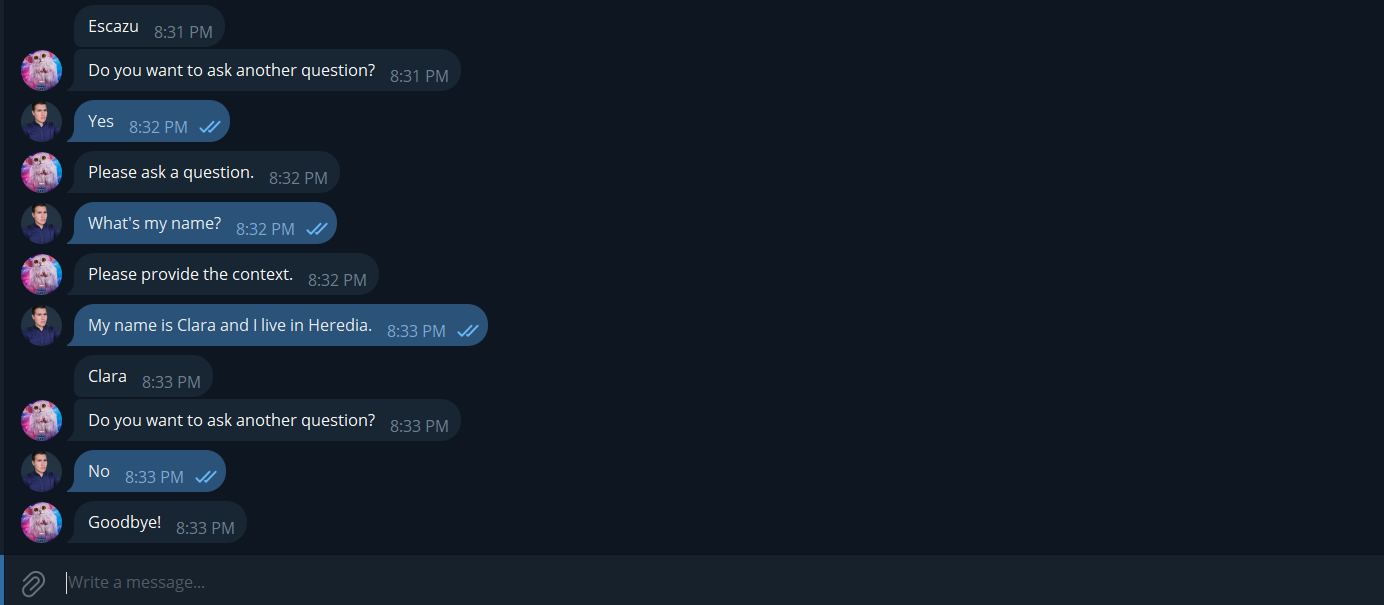 Escazu 8:31 PM
Do you want to ask another question? 8:31 PM
Yes 8:32 PM
Please ask a question. 8:32 PM
What's my name? 8:32 PM
Please provide the context. 8:32 PM
My name is Clara and I live in Heredia. 8:33 PM
Clara 8:33 PM
Do you want to ask another question? 8:33 PM
No 8:33 PM
Goodbye! 8:33 PM
Write a message...